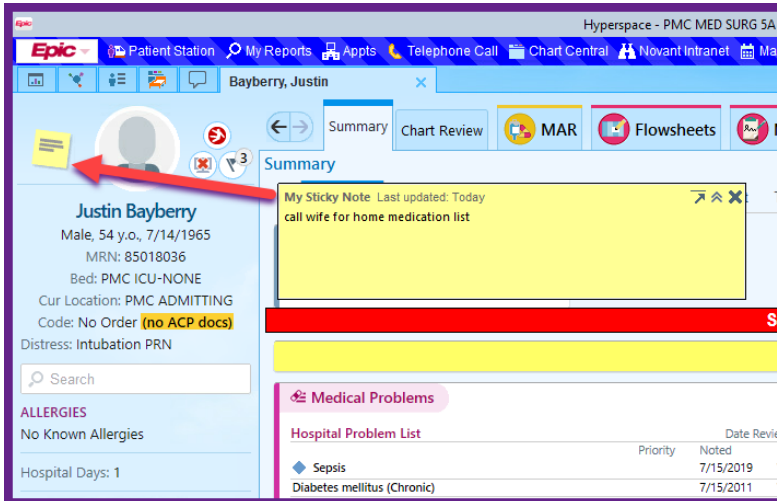 Epic
Hyperspace - PMC MED SURG 5A
Epic Patient Station My Reports Appts Telephone Call Chart Central Novant Intranet Ma
Bayberry, Justin
3
Summary Chart Review MAR Flowsheets
Summary
My Sticky Note Last updated: Today
call wife for home medication list
Justin Bayberry
Male, 54 y.o., 7/14/1965
MRN: 85018036
Bed: PMC ICU-NONE
Cur Location: PMC ADMITTING
Code: No Order (no ACP docs)
Distress: Intubation PRN
S
Search
ALLERGIES
No Known Allergies
Hospital Days: 1
Medical Problems
Hospital Problem List Date Revie
Priority Noted
Sepsis 7/15/2019
Diabetes mellitus (Chronic) 7/15/2011